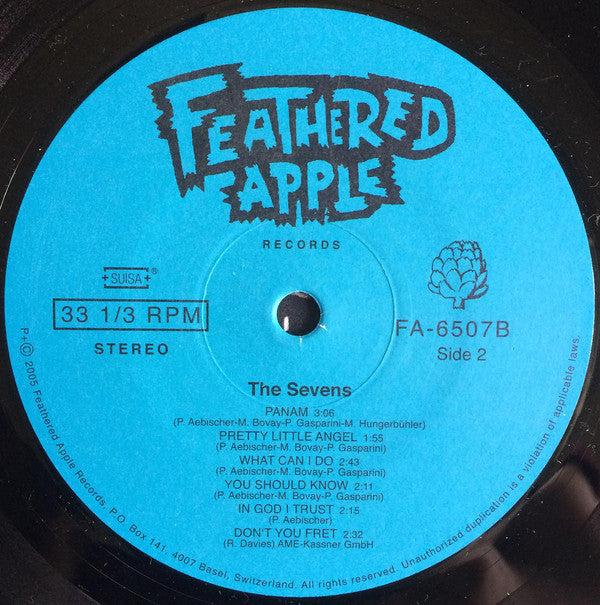 FEATHERED
APPLE
RECORDS
+SUISA+®
33 1/3 RPM
STEREO
FA-6507B
Side 2
The Sevens
PANAM 3:06
(P. Aebischer-M. Bovay-P. Gasparini-M. Hungerbühler)
PRETTY LITTLE ANGEL 1:55
(P. Aebischer-M. Bovay-P. Gasparini)
WHAT CAN I DO 2:43
(P. Aebischer-M. Bovay-P. Gasparini)
YOU SHOULD KNOW 2:11
(P. Aebischer-M. Bovay-P. Gasparini)
IN GOD I TRUST 2:15
(P. Aebischer)
DON'T YOU FRET 2:32
(R. Davies) AME-Kassner GmbH
P+© 2005 Feathered Apple Records, P.O. Box 141, 4007 Basel, Switzerland. All rights reserved. Unauthorized duplication is a violation of applicable laws.